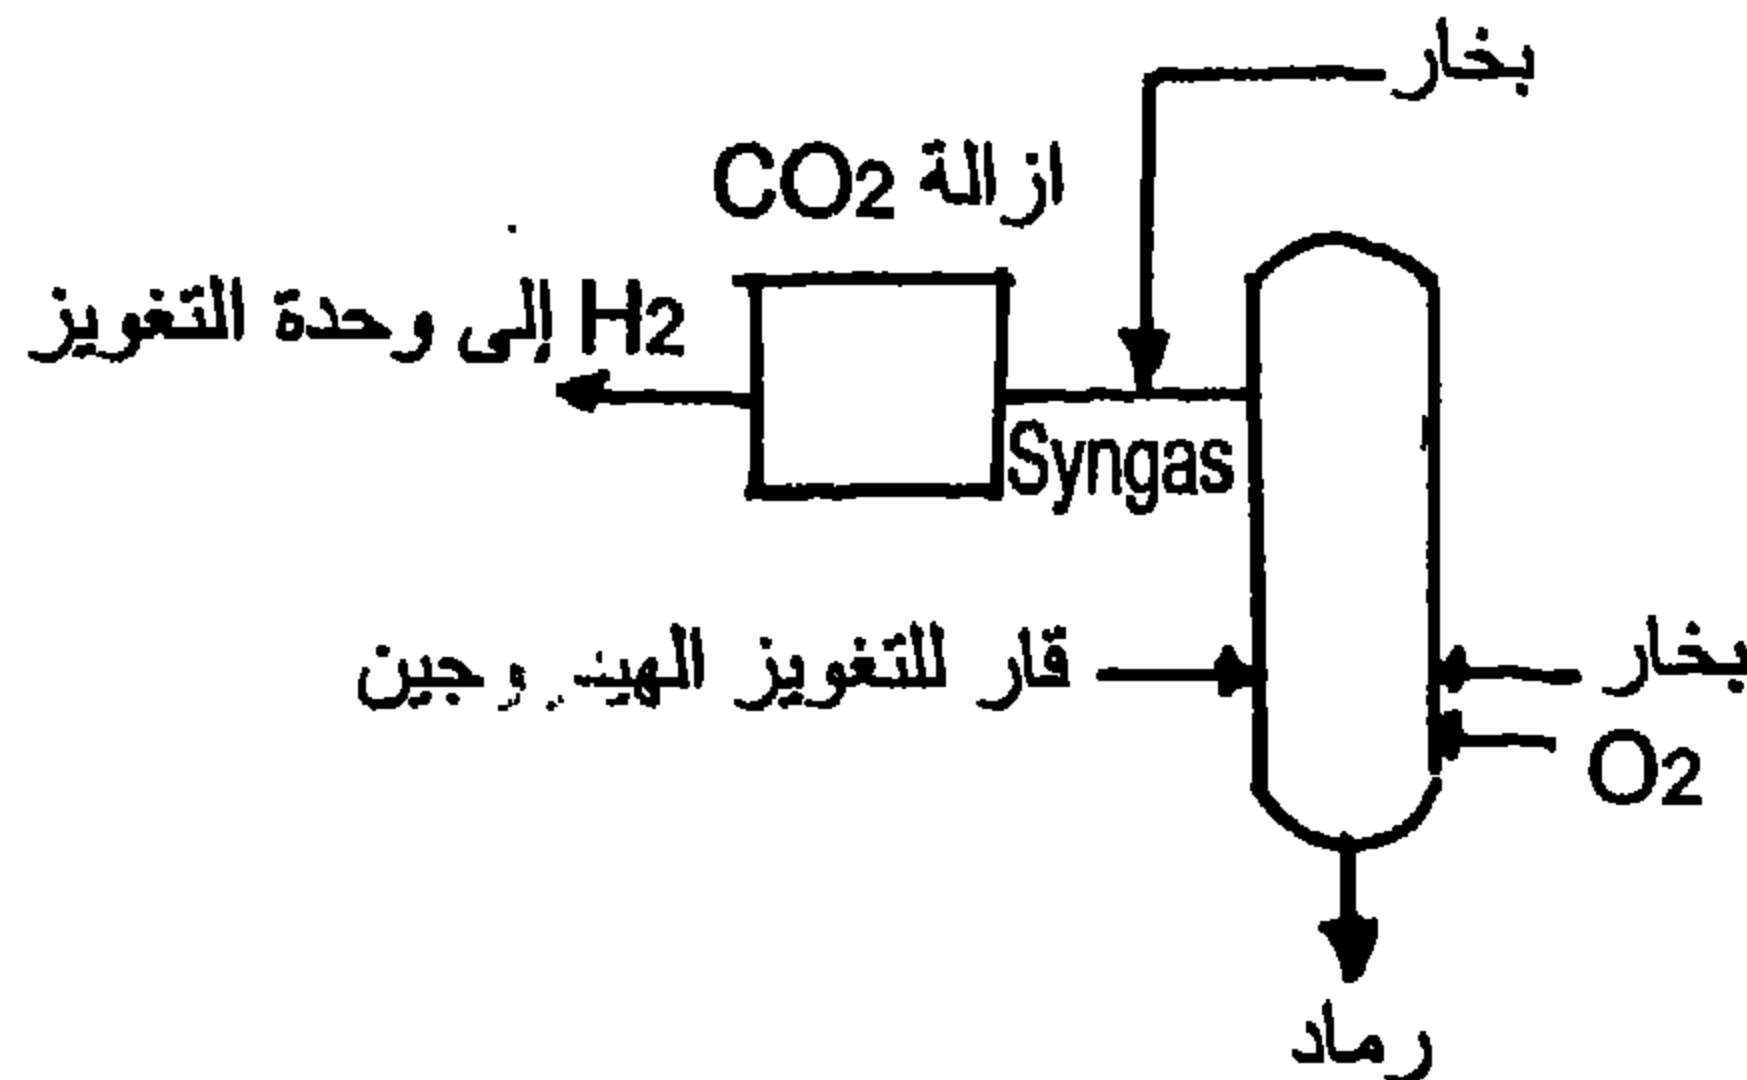 بخار
ازالة CO2
H2 إلى وحدة التغويز
Syngas
قار للتغويز
بخار
O2
رماد